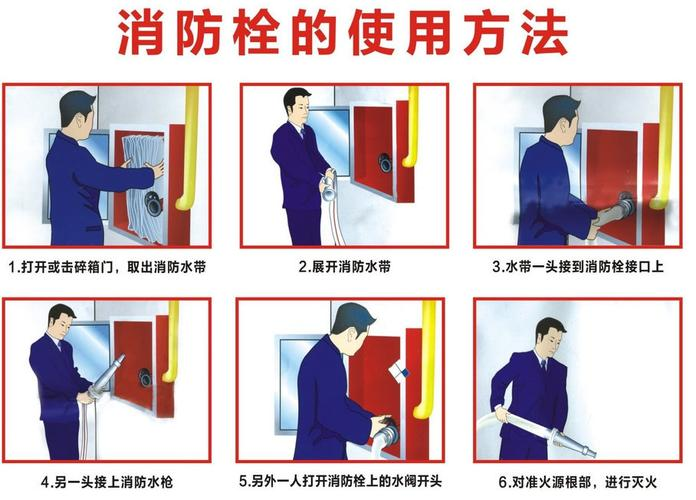 消防栓的使用方法
1.打开或击碎箱门，取出消防水带
2.展开消防水带
3.水带一头接到消防栓接口上
4.另一头接上消防水枪
5.另外一人打开消防栓上的水阀开头
6.对准火源根部，进行灭火